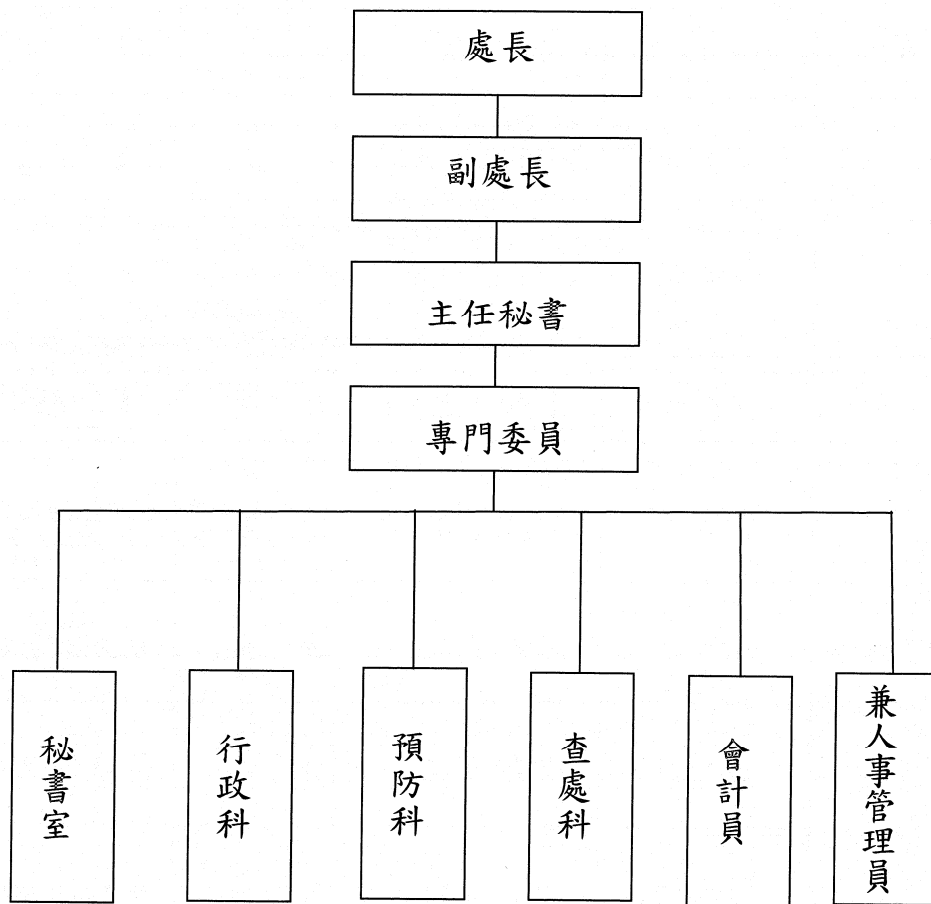 處長
副處長
主任秘書
專門委員
秘書室
行政科
預防科
查處科
會計員
兼人事管理員